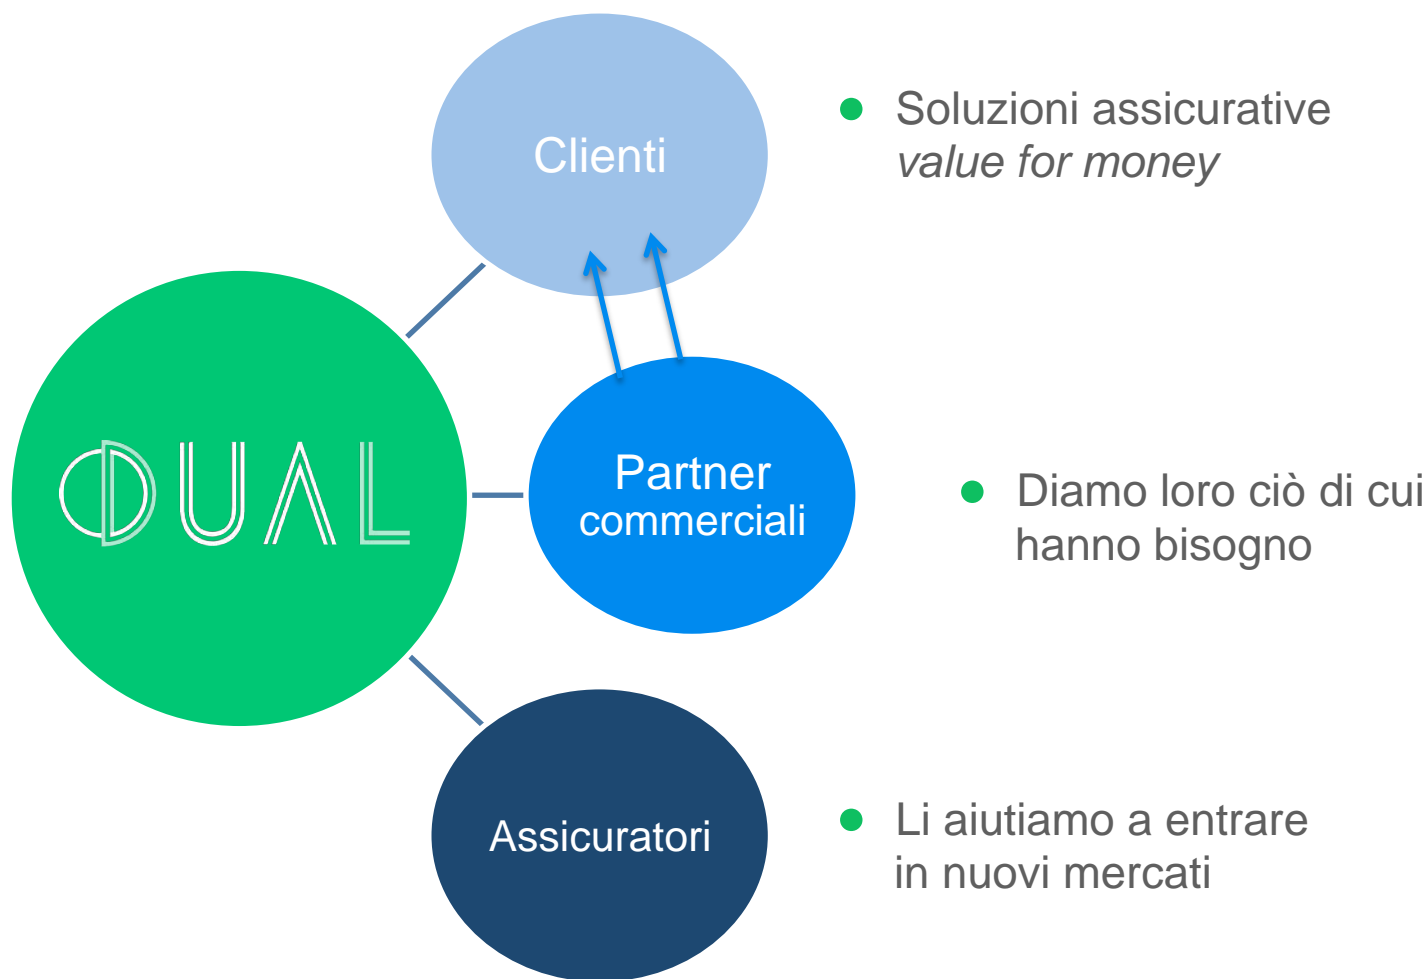 Clienti
Soluzioni assicurative
value for money
DUAL
Partner
commerciali
Diamo loro ciò di cui
hanno bisogno
Assicuratori
Li aiutiamo a entrare
in nuovi mercati